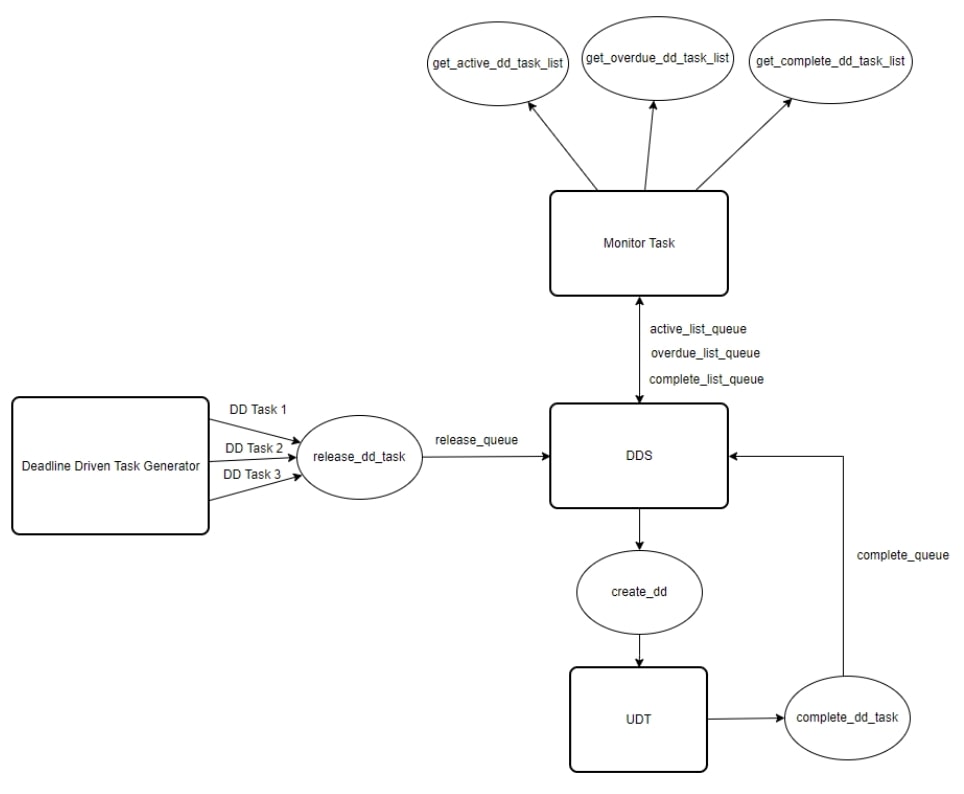 get_active_dd_task_list
get_overdue_dd_task_list
get_complete_dd_task_list
Monitor Task
active_list_queue
overdue_list_queue
complete_list_queue
Deadline Driven Task Generator
DD Task 1
DD Task 2
DD Task 3
release_dd_task
release_queue
DDS
complete_queue
create_dd
UDT
complete_dd_task